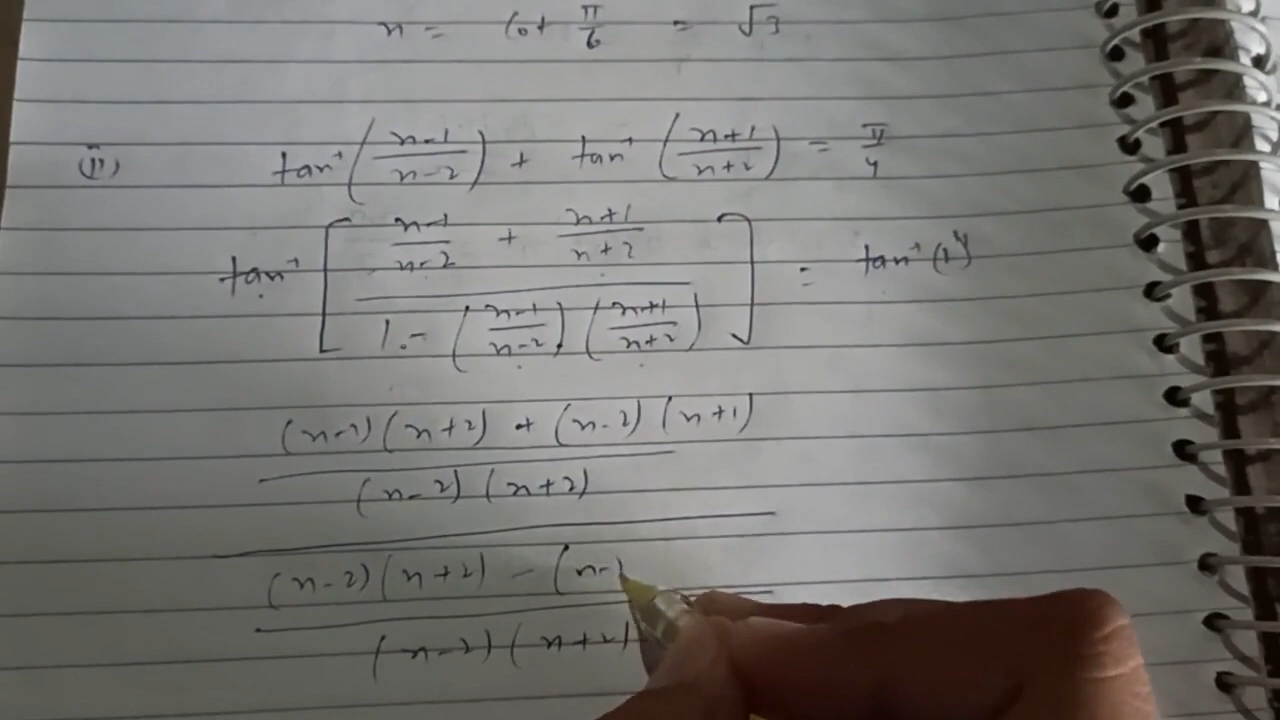 x = Cot π/6 = √3
(ii) tan⁻¹((x-1)/(x-2)) + tan⁻¹((x+1)/(x+2)) = π/4
tan⁻¹[((x-1)/(x-2) + (x+1)/(x+2))/(1 - ((x-1)/(x-2))((x+1)/(x+2)))] = tan⁻¹(1)
(x-1)(x+2) + (x-2)(x+1)
(x-2)(x+2)
(x-2)(x+2) - (x-1
(x-2)(x+2)